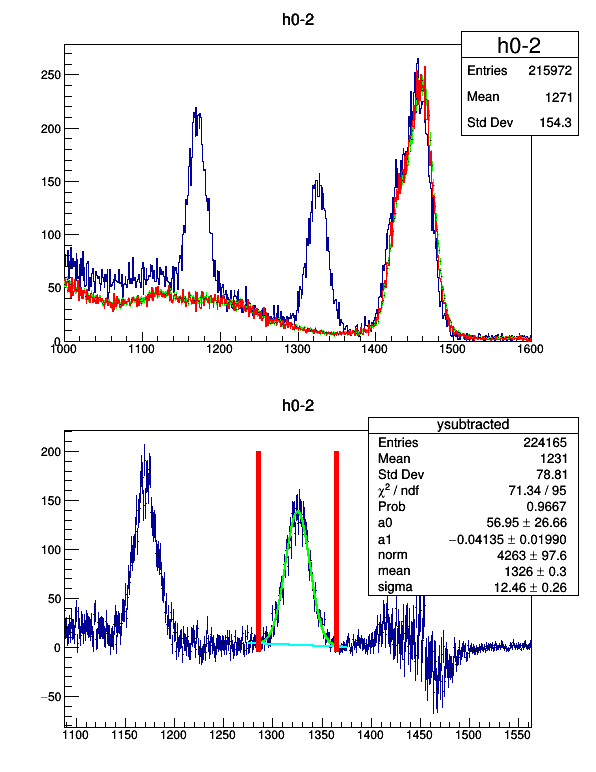 h0-2
h0-2
Entries 215972
Mean 1271
Std Dev 154.3
250
200
150
100
50
0
1000 1100 1200 1300 1400 1500 1600
h0-2
ysubtracted
Entries 224165
Mean 1231
Std Dev 78.81
χ² / ndf 71.34 / 95
Prob 0.9667
a0 56.95 ± 26.66
a1 −0.04135 ± 0.01990
norm 4263 ± 97.6
mean 1326 ± 0.3
sigma 12.46 ± 0.26
200
150
100
50
0
−50
1100 1150 1200 1250 1300 1350 1400 1450 1500 1550